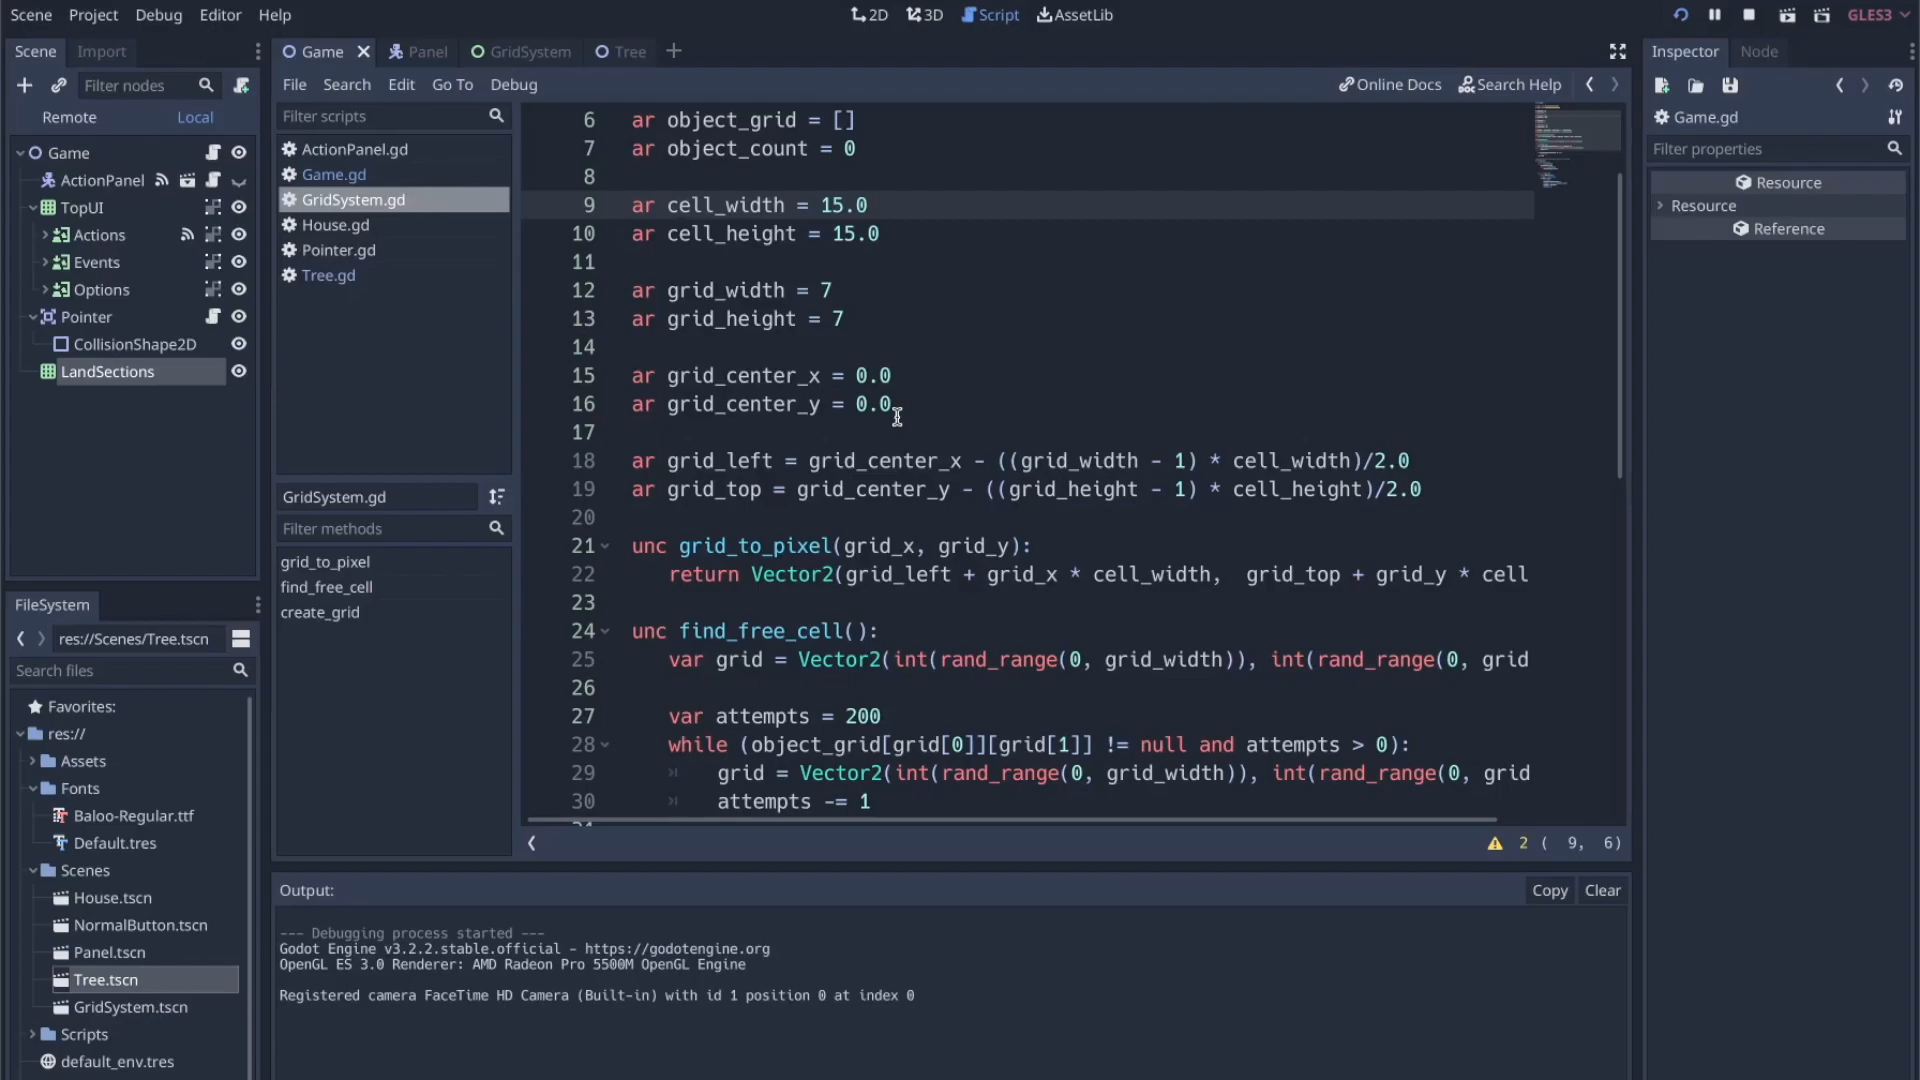 Scene Project Debug Editor Help
2D 3D Script AssetLib
GLES3
Scene Import
Game Panel GridSystem Tree
Inspector Node
Filter nodes
File Search Edit Go To Debug
Online Docs Search Help
Remote Local
Filter scripts
Game.gd
Filter properties
Resource
Resource
Reference
Game
ActionPanel
TopUI
Actions
Events
Options
Pointer
CollisionShape2D
LandSections
ActionPanel.gd
Game.gd
GridSystem.gd
House.gd
Pointer.gd
Tree.gd
GridSystem.gd
Filter methods
grid_to_pixel
find_free_cell
create_grid
6 ar object_grid = []
7 ar object_count = 0
8
9 ar cell_width = 15.0
10 ar cell_height = 15.0
11
12 ar grid_width = 7
13 ar grid_height = 7
14
15 ar grid_center_x = 0.0
16 ar grid_center_y = 0.0
17
18 ar grid_left = grid_center_x - ((grid_width - 1) * cell_width)/2.0
19 ar grid_top = grid_center_y - ((grid_height - 1) * cell_height)/2.0
20
21 unc grid_to_pixel(grid_x, grid_y):
22 return Vector2(grid_left + grid_x * cell_width, grid_top + grid_y * cell
23
24 unc find_free_cell():
25 var grid = Vector2(int(rand_range(0, grid_width)), int(rand_range(0, grid
26
27 var attempts = 200
28 while (object_grid[grid[0]][grid[1]] != null and attempts > 0):
29 grid = Vector2(int(rand_range(0, grid_width)), int(rand_range(0, grid
30 attempts -= 1
2 ( 9, 6)
FileSystem
res://Scenes/Tree.tscn
Search files
Favorites:
res://
Assets
Fonts
Baloo-Regular.ttf
Default.tres
Scenes
House.tscn
NormalButton.tscn
Panel.tscn
Tree.tscn
GridSystem.tscn
Scripts
default_env.tres
Output: Copy Clear
--- Debugging process started ---
Godot Engine v3.2.2.stable.official - https://godotengine.org
OpenGL ES 3.0 Renderer: AMD Radeon Pro 5500M OpenGL Engine
Registered camera FaceTime HD Camera (Built-in) with id 1 position 0 at index 0